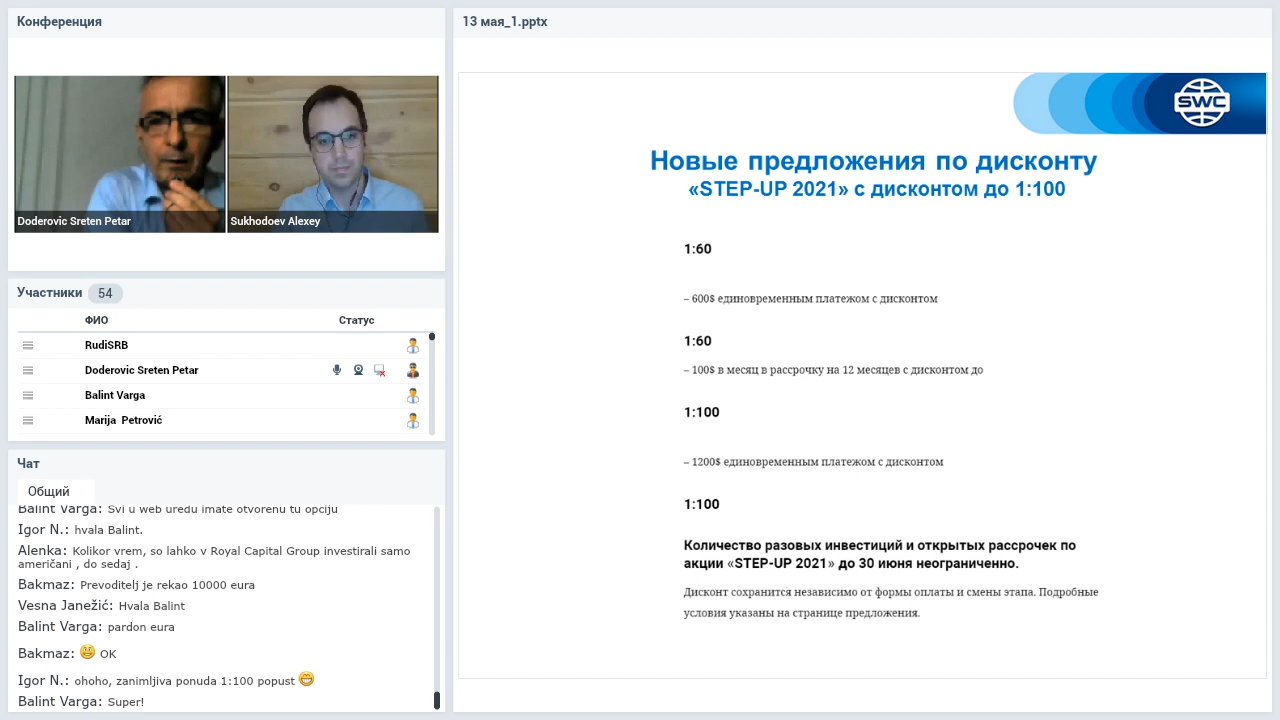 Конференция
Doderovic Sreten Petar
Sukhodoev Alexey
Участники 54
ФИО Статус
RudiSRB
Doderovic Sreten Petar
Balint Varga
Marija Petrović
Чат
Общий
Balint Varga: Svi u web uredu imate otvorenu tu opciju
Igor N.: hvala Balint.
Alenka: Kolikor vrem, so lahko v Royal Capital Group investirali samo
američani , do sedaj .
Bakmaz: Prevoditelj je rekao 10000 eura
Vesna Janežić: Hvala Balint
Balint Varga: pardon eura
Bakmaz: OK
Igor N.: ohoho, zanimljiva ponuda 1:100 popust
Balint Varga: Super!
13 мая_1.pptx
SWC
Новые предложения по дисконту
«STEP-UP 2021» с дисконтом до 1:100
1:60
– 600$ единовременным платежом с дисконтом
1:60
– 100$ в месяц в рассрочку на 12 месяцев с дисконтом до
1:100
– 1200$ единовременным платежом с дисконтом
1:100
Количество разовых инвестиций и открытых рассрочек по
акции «STEP-UP 2021» до 30 июня неограниченно.
Дисконт сохранится независимо от формы оплаты и смены этапа. Подробные
условия указаны на странице предложения.